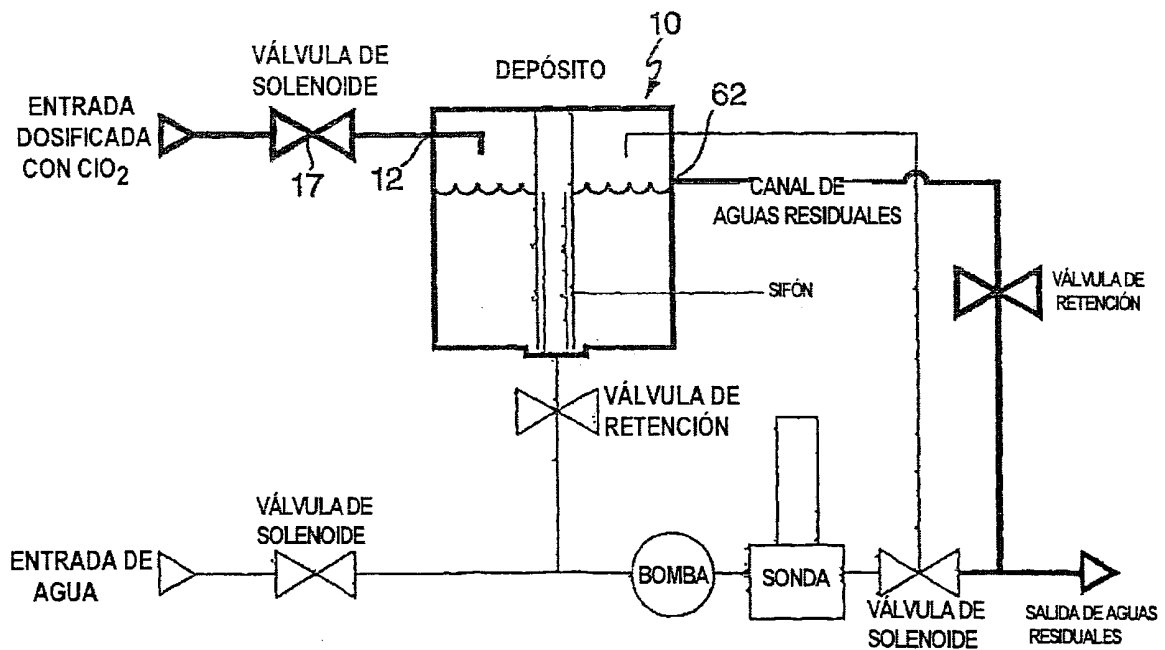 10
VÁLVULA DE
SOLENOIDE
DEPÓSITO
62
ENTRADA
DOSIFICADA
CON ClO2
17
12
CANAL DE
AGUAS RESIDUALES
SIFÓN
VÁLVULA DE
RETENCIÓN
VÁLVULA DE
RETENCIÓN
VÁLVULA DE
SOLENOIDE
ENTRADA DE
AGUA
BOMBA
SONDA
VÁLVULA DE
SOLENOIDE
SALIDA DE AGUAS
RESIDUALES